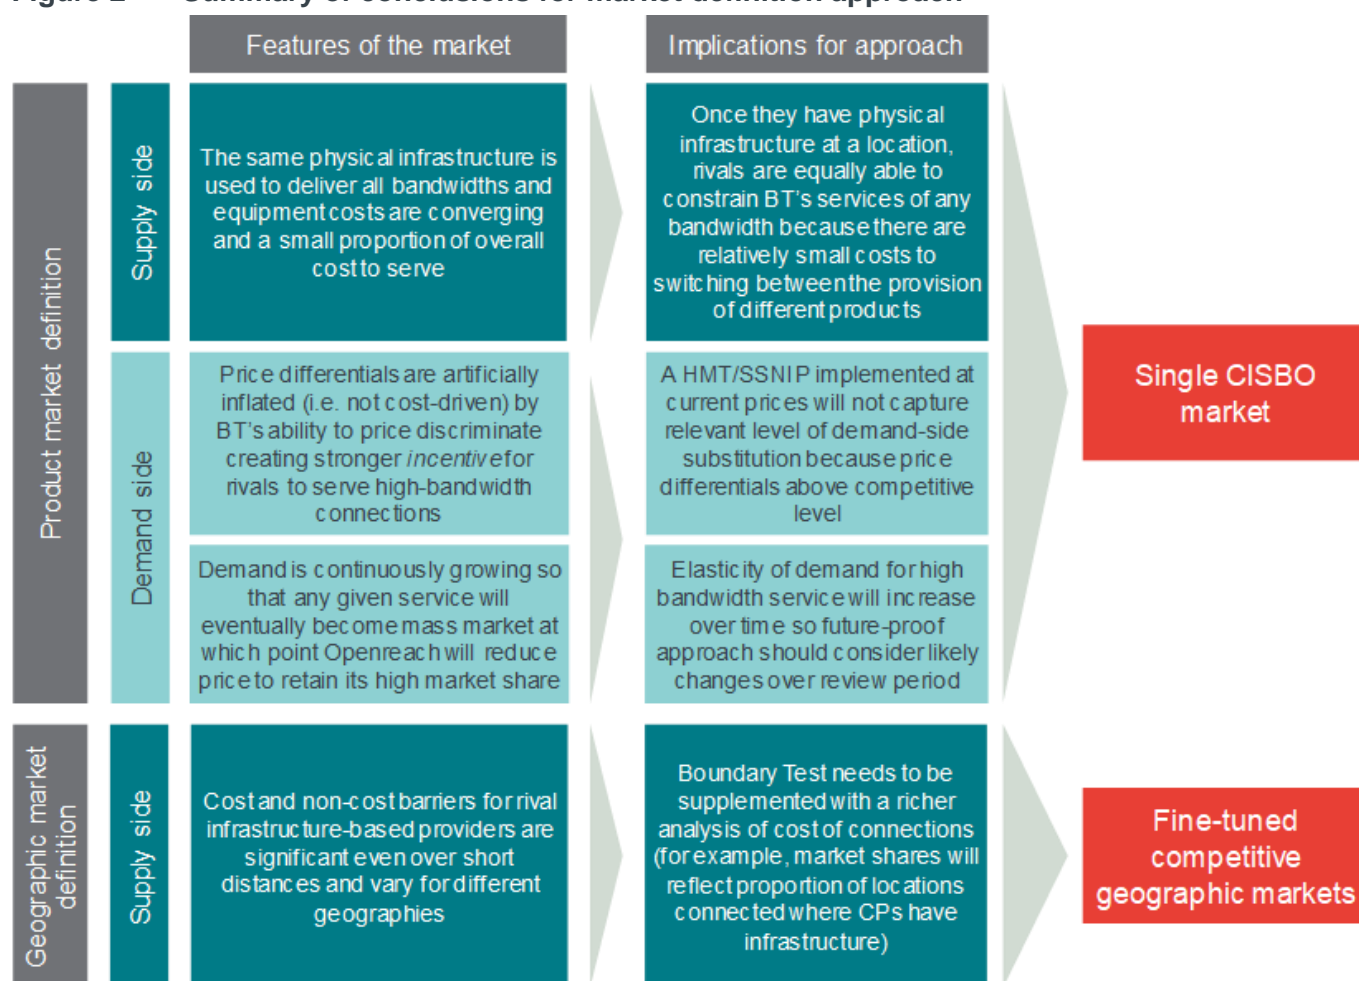 Figure 2 Summary of conclusions for market definition approach
Features of the market
Implications for approach
Product market definition
Supply side
The same physical infrastructure is
used to deliver all bandwidths and
equipment costs are converging
and a small proportion of overall
cost to serve
Once they have physical
infrastructure at a location,
rivals are equally able to
constrain BT's services of any
bandwidth because there are
relatively small costs to
switching between the provision
of different products
Demand side
Price differentials are artificially
inflated (i.e. not cost-driven) by
BT's ability to price discriminate
creating stronger incentive for
rivals to serve high-bandwidth
connections
A HMT/SSNIP implemented at
current prices will not capture
relevant level of demand-side
substitution because price
differentials above competitive
level
Demand is continuously growing so
that any given service will
eventually become mass market at
which point Openreach will reduce
price to retain its high market share
Elasticity of demand for high
bandwidth service will increase
over time so future-proof
approach should consider likely
changes over review period
Single CISBO
market
Geographic market
definition
Supply side
Cost and non-cost barriers for rival
infrastructure-based providers are
significant even over short
distances and vary for different
geographies
Boundary Test needs to be
supplemented with a richer
analysis of cost of connections
(for example, market shares will
reflect proportion of locations
connected where CPs have
infrastructure)
Fine-tuned
competitive
geographic markets